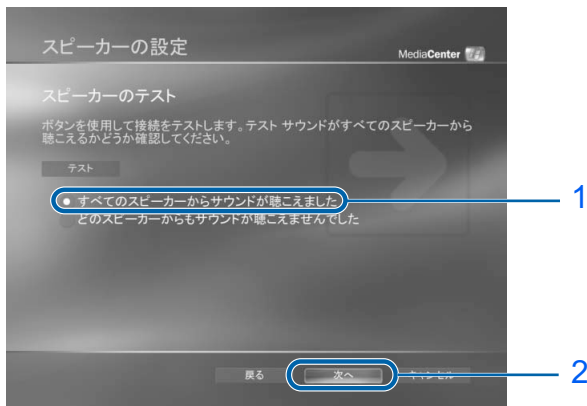 スピーカーの設定
MediaCenter
スピーカーのテスト
ボタンを使用して接続をテストします。テスト サウンドがすべてのスピーカーから
聴こえるかどうか確認してください。
テスト
すべてのスピーカーからサウンドが聴こえました
1
どのスピーカーからもサウンドが聴こえませんでした
戻る
次へ
キャンセル
2